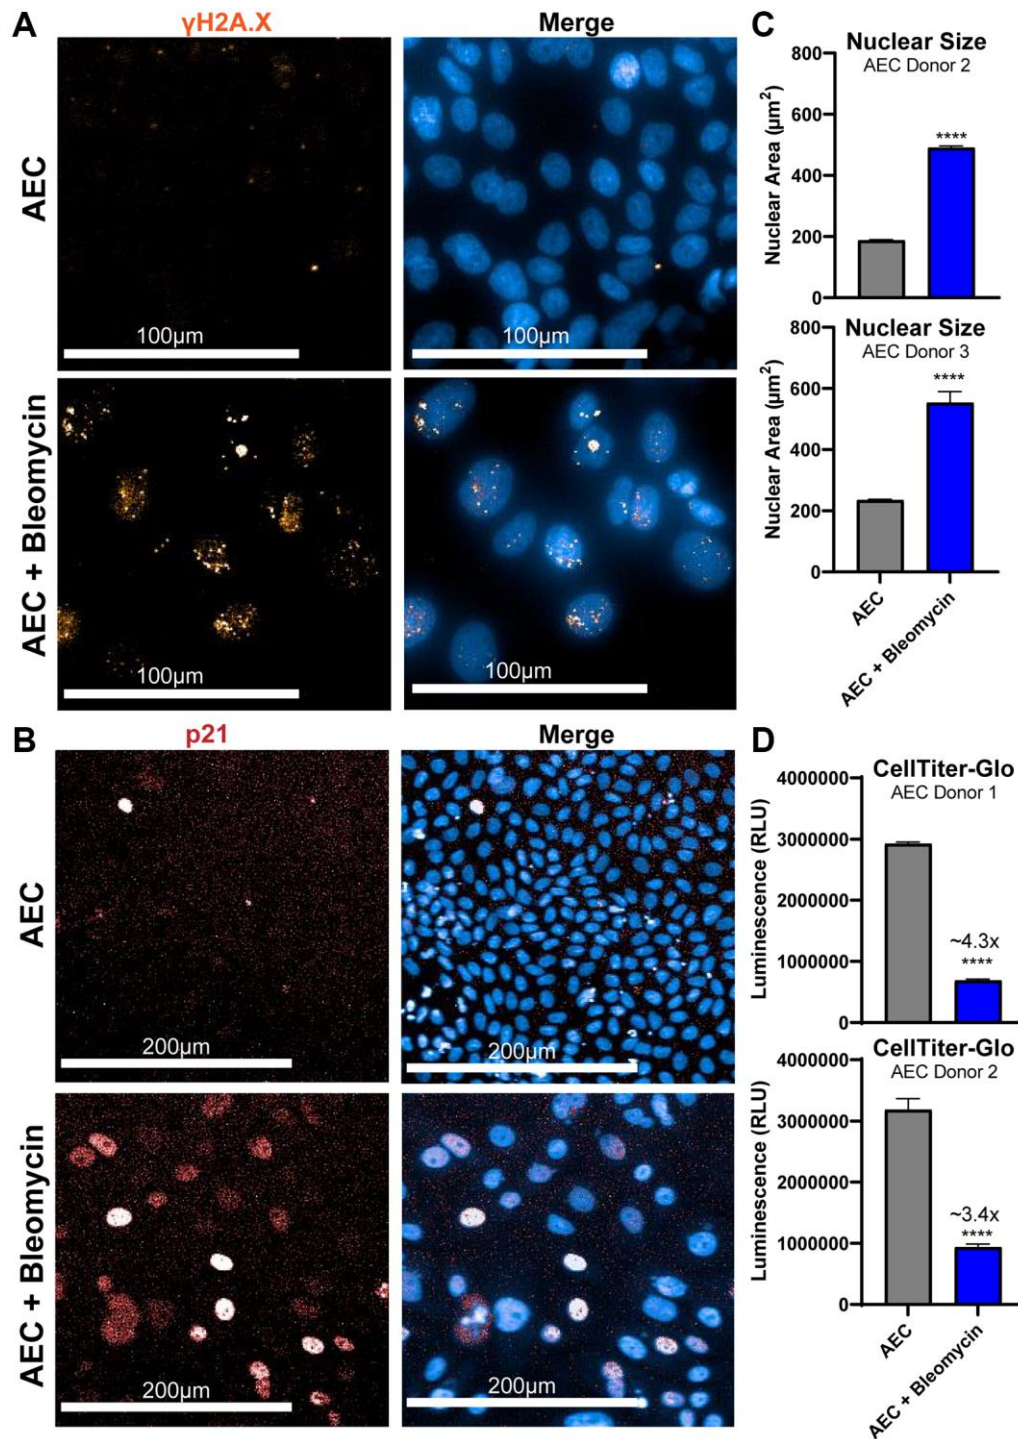 A
γH2A.X
Merge
AEC
100µm
100µm
AEC + Bleomycin
100µm
100µm
B
p21
Merge
AEC
200µm
200µm
AEC + Bleomycin
200µm
200µm
C
Nuclear Size
AEC Donor 2
Nuclear Area (µm²)
800
600
400
200
0
****
Nuclear Size
AEC Donor 3
Nuclear Area (µm²)
800
600
400
200
0
****
AEC
AEC + Bleomycin
D
CellTiter-Glo
AEC Donor 1
Luminescence (RLU)
4000000
3000000
2000000
1000000
0
~4.3x
****
CellTiter-Glo
AEC Donor 2
Luminescence (RLU)
4000000
3000000
2000000
1000000
0
~3.4x
****
AEC
AEC + Bleomycin